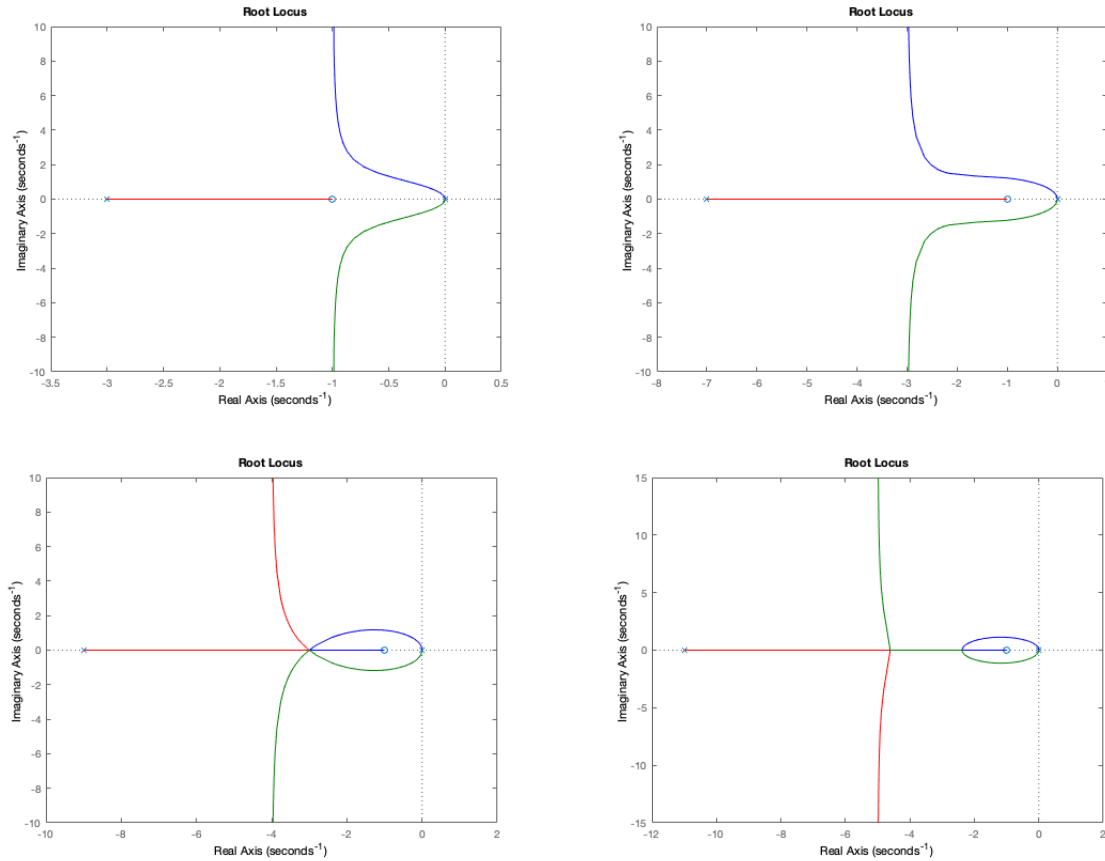 Root Locus
Imaginary Axis (seconds⁻¹)
10
8
6
4
2
0
-2
-4
-6
-8
-10
-3.5 -3 -2.5 -2 -1.5 -1 -0.5 0 0.5
Real Axis (seconds⁻¹)
Root Locus
Imaginary Axis (seconds⁻¹)
10
8
6
4
2
0
-2
-4
-6
-8
-10
-8 -7 -6 -5 -4 -3 -2 -1 0 1
Real Axis (seconds⁻¹)
Root Locus
Imaginary Axis (seconds⁻¹)
10
8
6
4
2
0
-2
-4
-6
-8
-10
-10 -8 -6 -4 -2 0 2
Real Axis (seconds⁻¹)
Root Locus
Imaginary Axis (seconds⁻¹)
15
10
5
0
-5
-10
-15
-12 -10 -8 -6 -4 -2 0 2
Real Axis (seconds⁻¹)